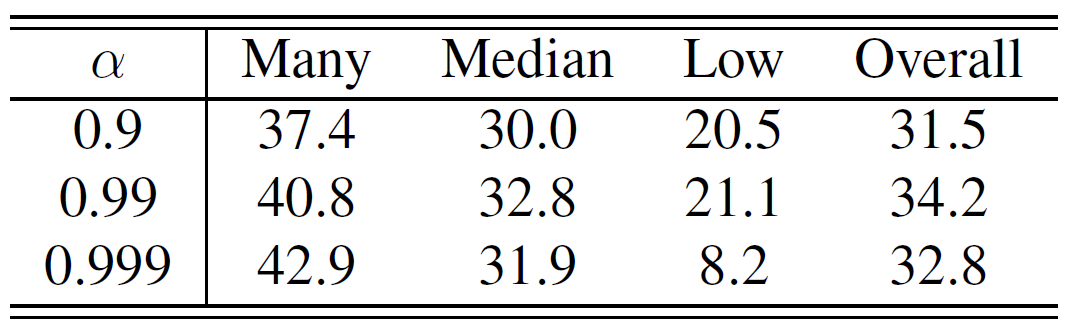 α Many Median Low Overall
0.9 37.4 30.0 20.5 31.5
0.99 40.8 32.8 21.1 34.2
0.999 42.9 31.9 8.2 32.8